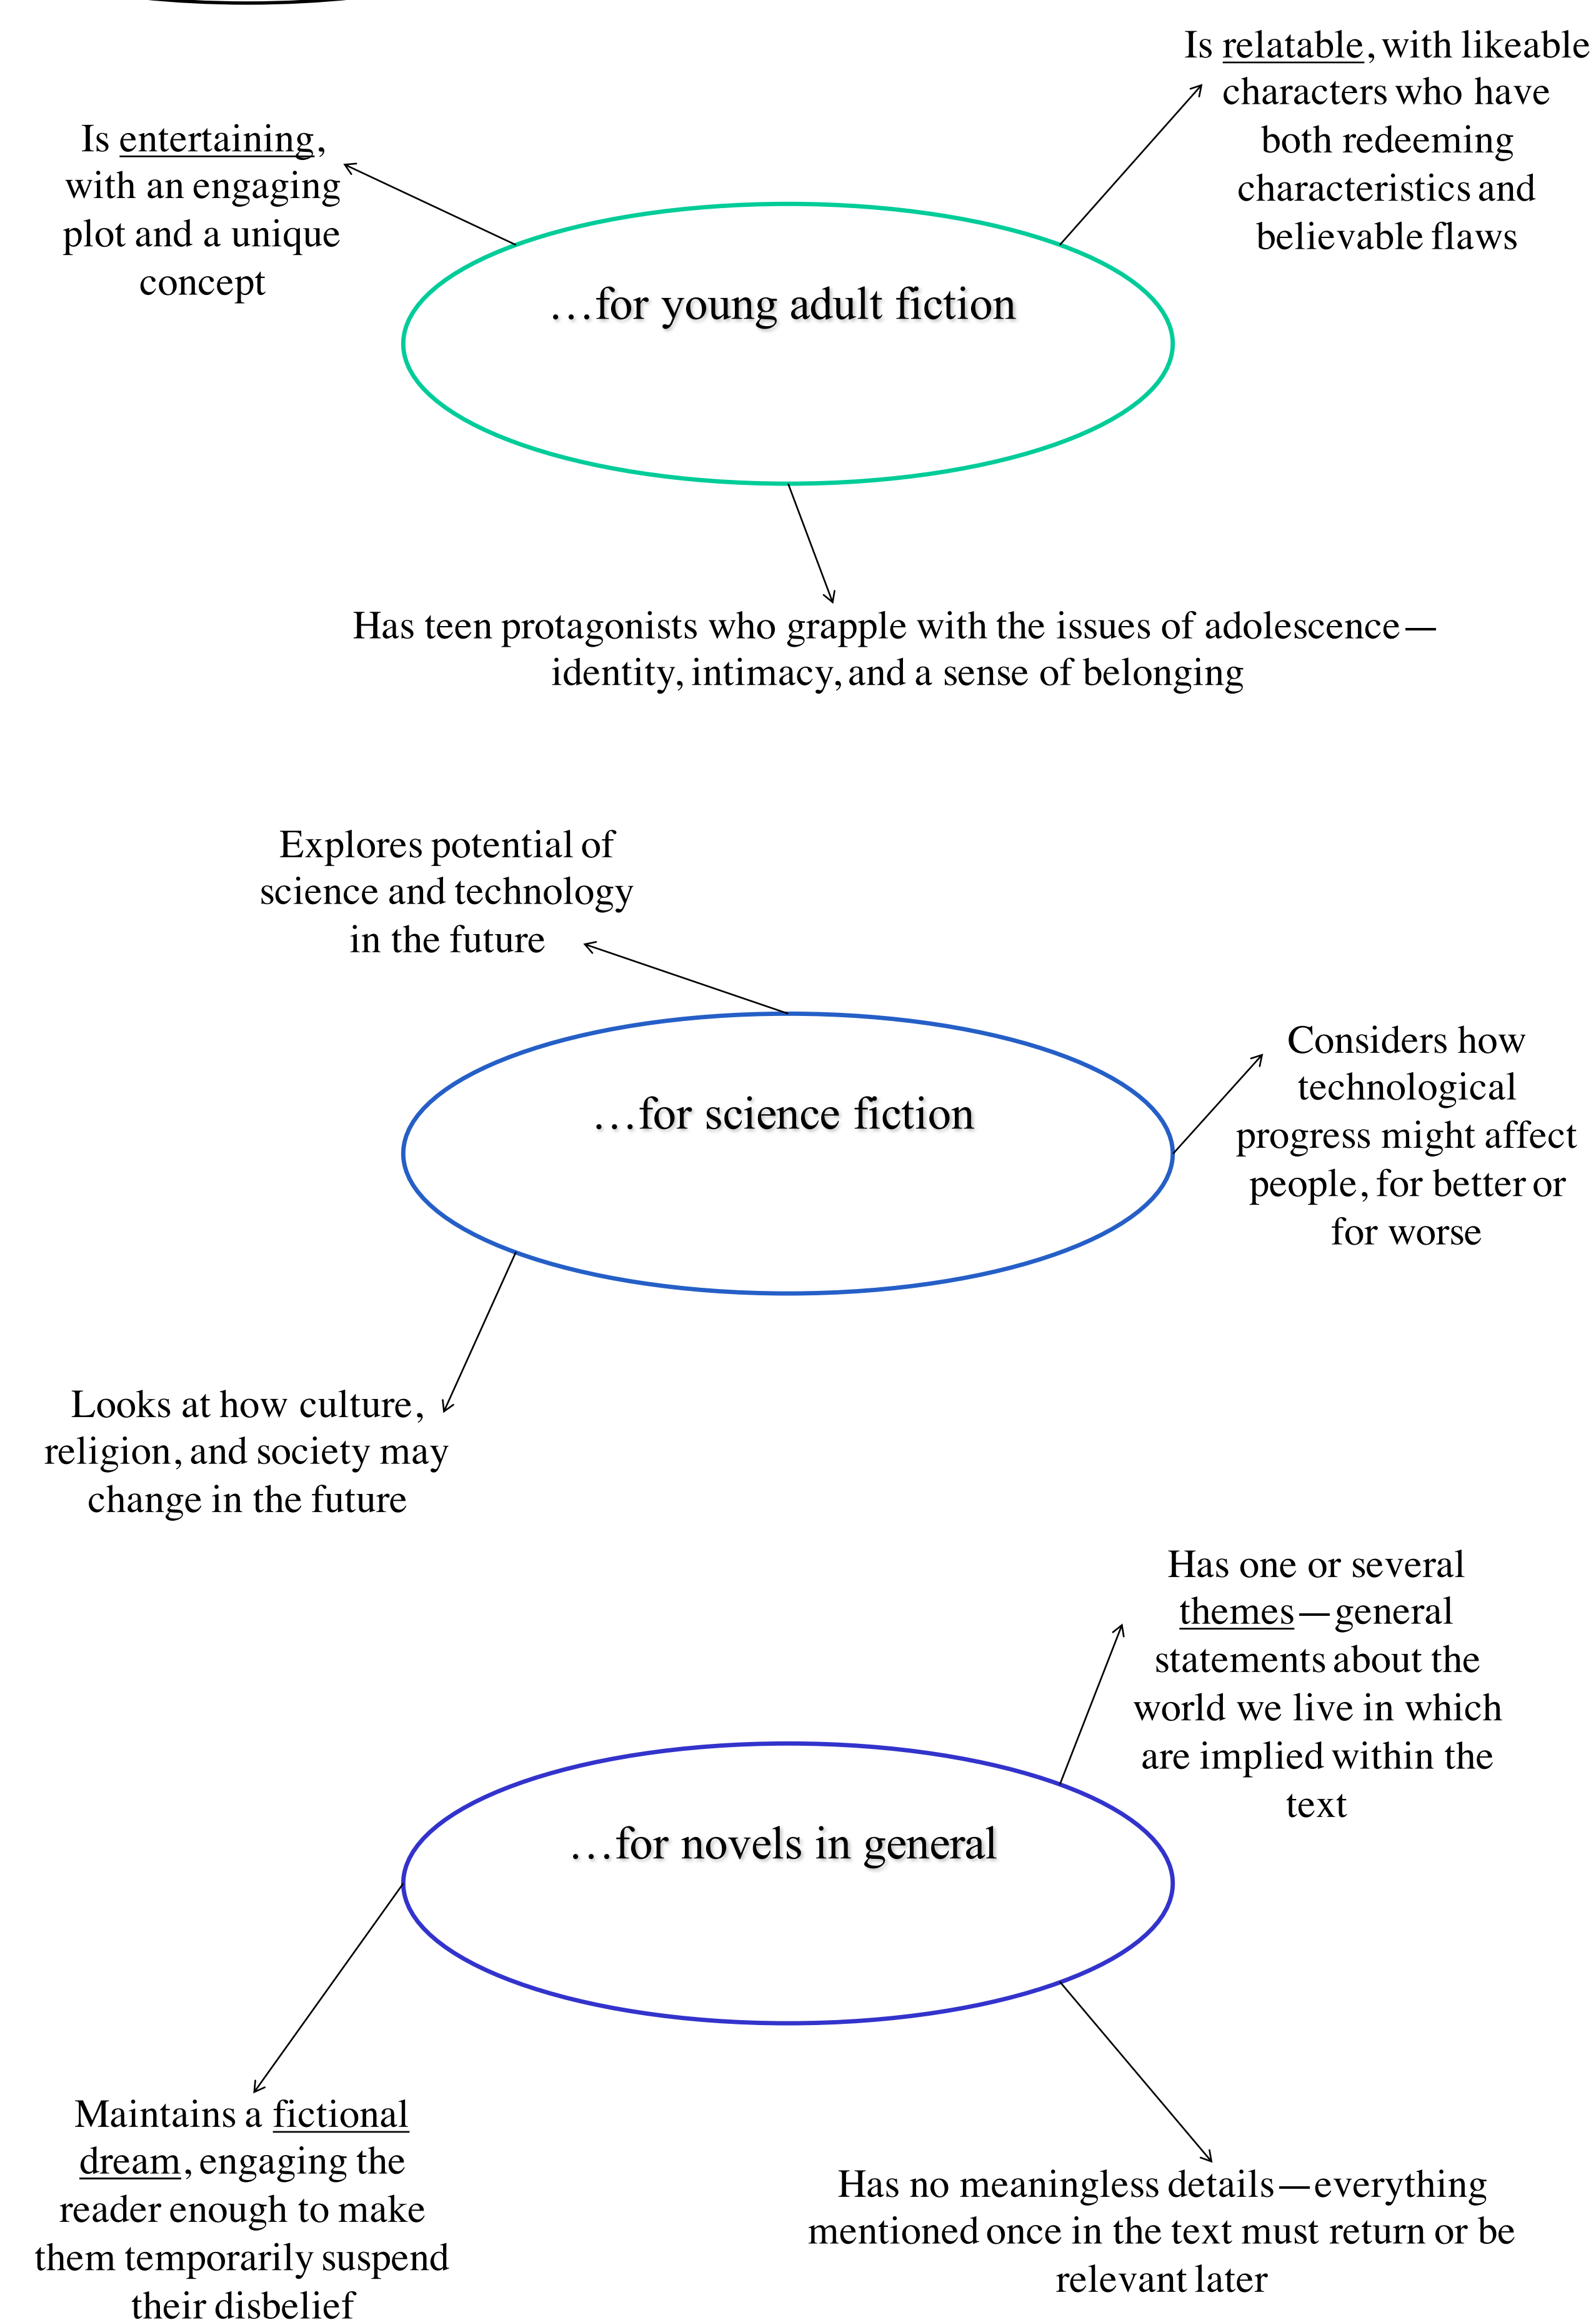 Is relatable, with likeable
characters who have
both redeeming
characteristics and
believable flaws
Is entertaining,
with an engaging
plot and a unique
concept
…for young adult fiction
Has teen protagonists who grapple with the issues of adolescence—
identity, intimacy, and a sense of belonging
Explores potential of
science and technology
in the future
Considers how
technological
progress might affect
people, for better or
for worse
…for science fiction
Looks at how culture,
religion, and society may
change in the future
Has one or several
themes—general
statements about the
world we live in which
are implied within the
text
…for novels in general
Maintains a fictional
dream, engaging the
reader enough to make
them temporarily suspend
their disbelief
Has no meaningless details—everything
mentioned once in the text must return or be
relevant later